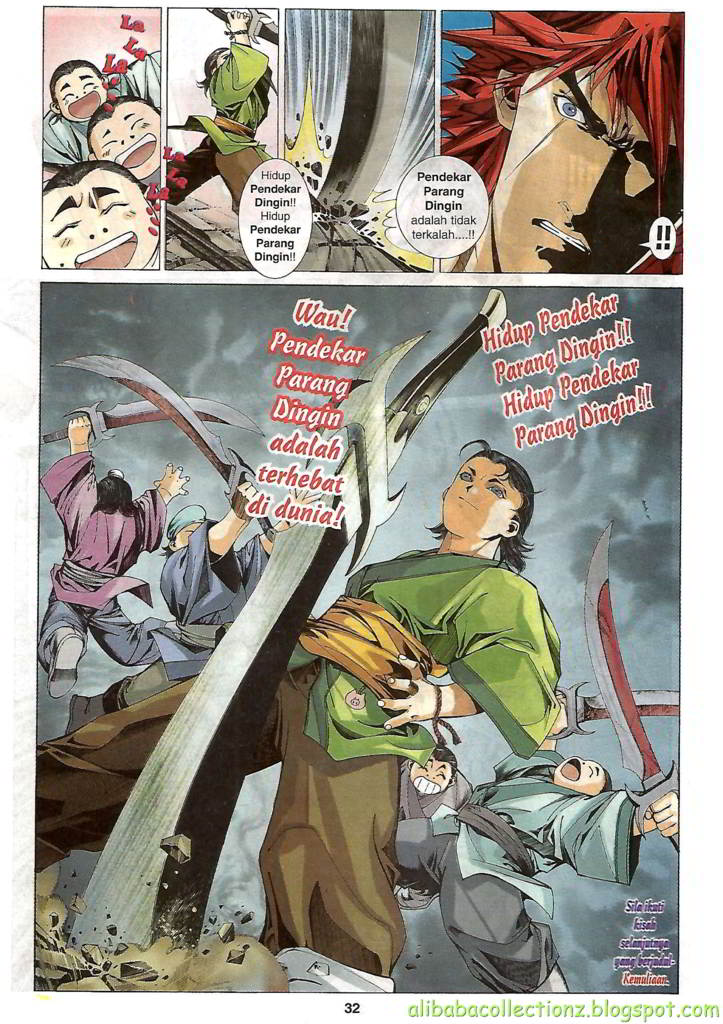 La
La
La
La
La
La
Hidup
Pendekar
Parang
Dingin!!
Hidup
Pendekar
Parang
Dingin!!
Pendekar
Parang
Dingin
adalah tidak
terkalah....!!
!!
Wau!
Pendekar
Parang
Dingin
adalah
terhebat
di dunia!
Hidup Pendekar
Parang Dingin!!
Hidup Pendekar
Parang Dingin!!
Sila ikuti
kisah
selanjutnya
yang berjudul-
Kemuliaan.
32
alibabacollectionz.blogspot.com